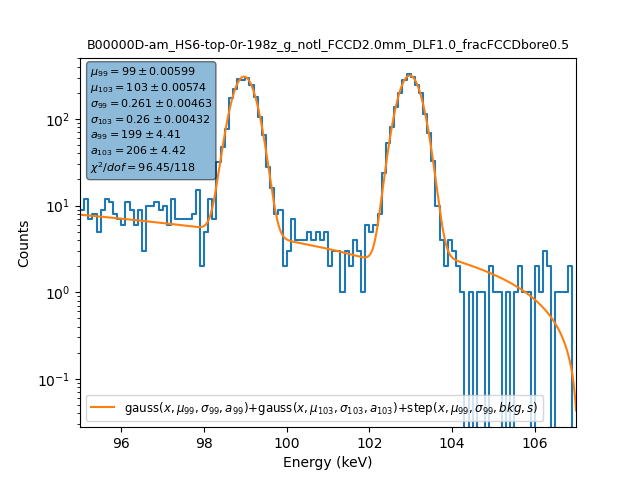 B00000D-am_HS6-top-0r-198z_g_notl_FCCD2.0mm_DLF1.0_fracFCCDbore0.5
μ₉₉ = 99 ± 0.00599
μ₁₀₃ = 103 ± 0.00574
σ₉₉ = 0.261 ± 0.00463
σ₁₀₃ = 0.26 ± 0.00432
a₉₉ = 199 ± 4.41
a₁₀₃ = 206 ± 4.42
χ²/dof = 96.45/118
10²
10¹
10⁰
10⁻¹
Counts
gauss(x, μ₉₉, σ₉₉, a₉₉)+gauss(x, μ₁₀₃, σ₁₀₃, a₁₀₃)+step(x, μ₉₉, σ₉₉, bkg, s)
96 98 100 102 104 106
Energy (keV)